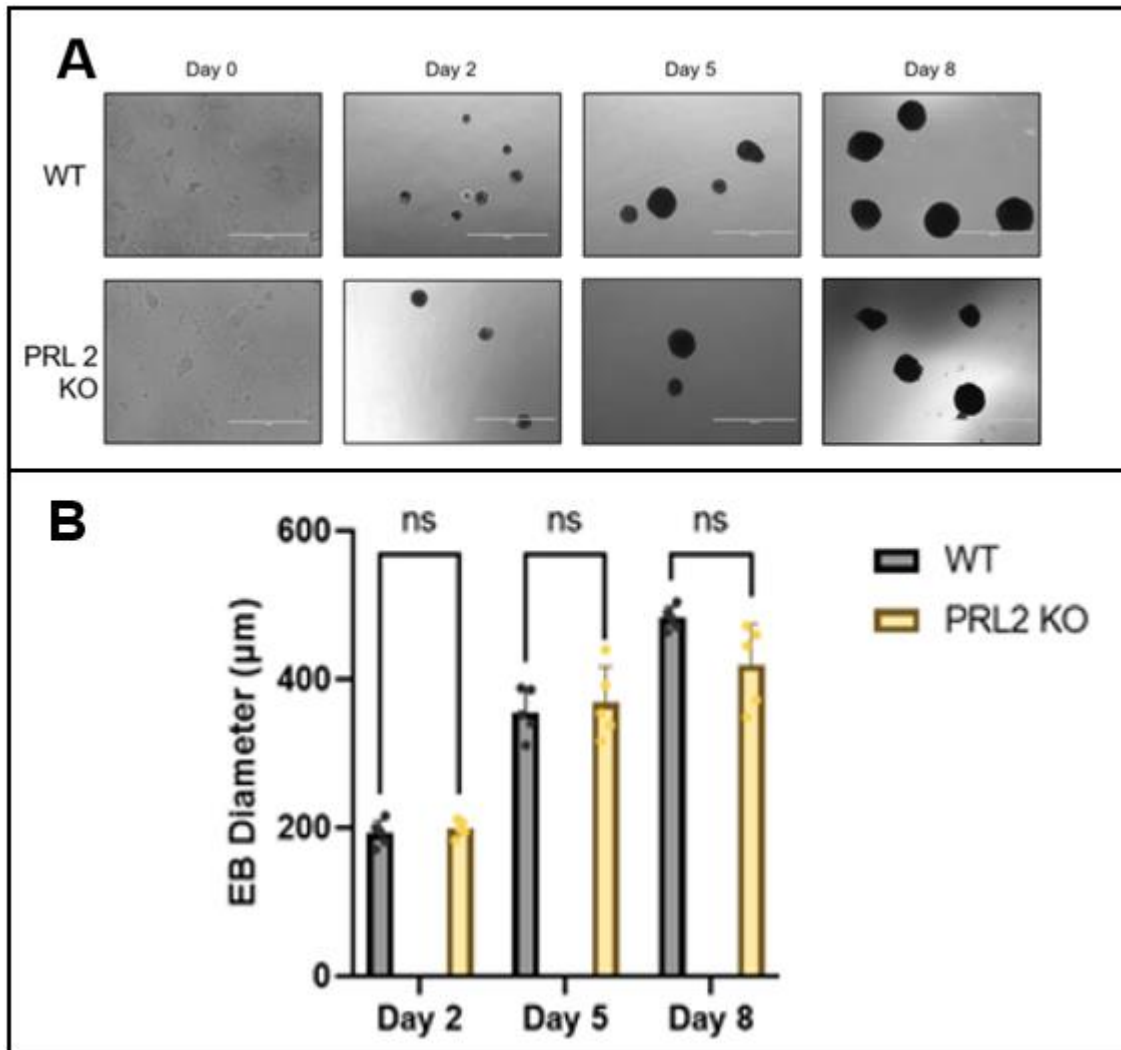 A
Day 0 Day 2 Day 5 Day 8
WT
PRL 2
KO
B
ns ns ns
600
400
200
0
EB Diameter (µm)
Day 2 Day 5 Day 8
WT
PRL2 KO